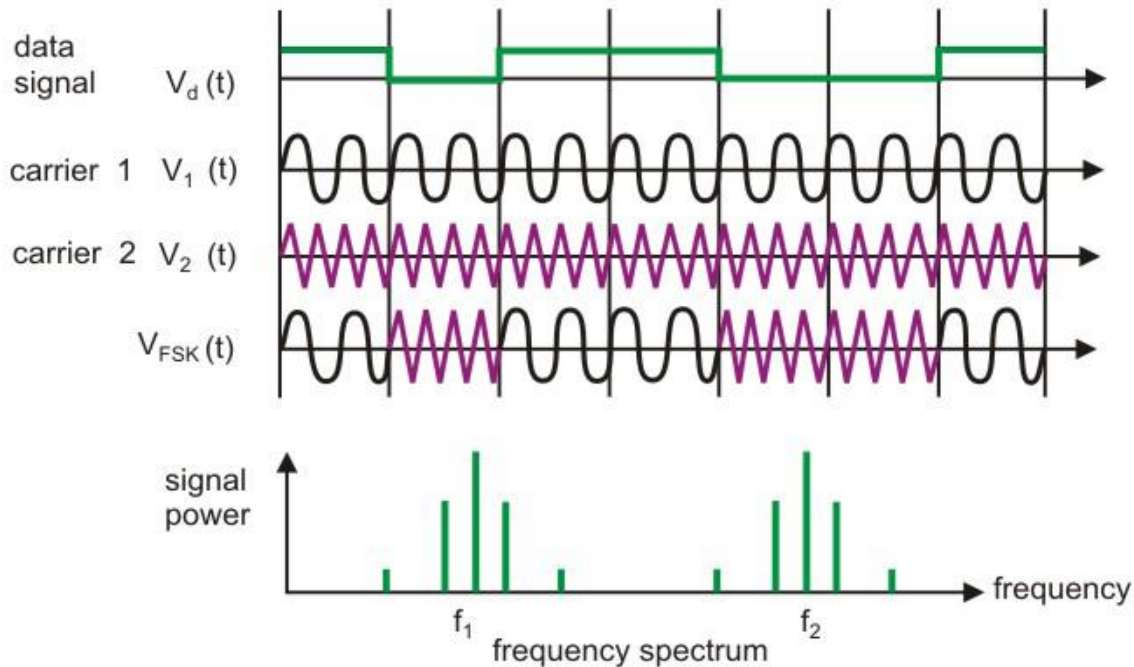 data
signal V_d (t)
carrier 1 V_1 (t)
carrier 2 V_2 (t)
V_FSK (t)
signal
power
frequency
f_1 f_2
frequency spectrum